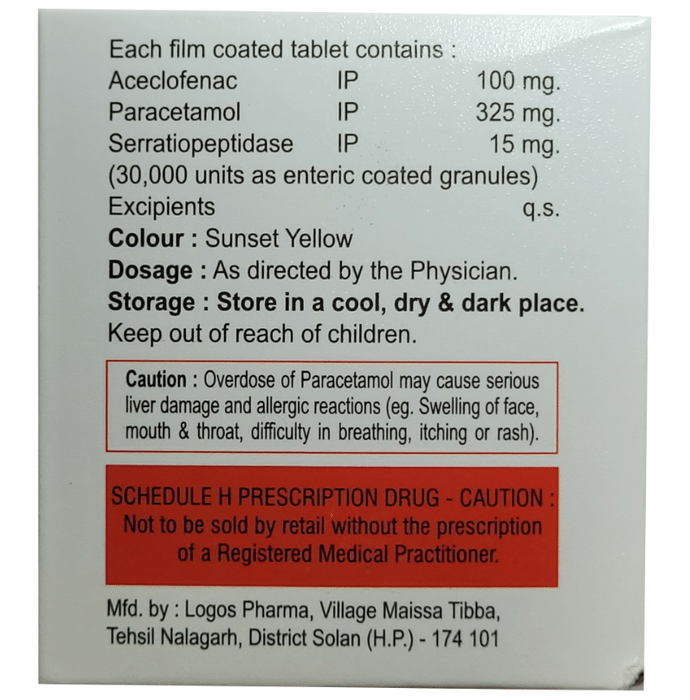 Each film coated tablet contains :
Aceclofenac IP 100 mg.
Paracetamol IP 325 mg.
Serratiopeptidase IP 15 mg.
(30,000 units as enteric coated granules)
Excipients q.s.
Colour : Sunset Yellow
Dosage : As directed by the Physician.
Storage : Store in a cool, dry & dark place.
Keep out of reach of children.
Caution : Overdose of Paracetamol may cause serious
liver damage and allergic reactions (eg. Swelling of face,
mouth & throat, difficulty in breathing, itching or rash).
SCHEDULE H PRESCRIPTION DRUG - CAUTION :
Not to be sold by retail without the prescription
of a Registered Medical Practitioner.
Mfd. by : Logos Pharma, Village Maissa Tibba,
Tehsil Nalagarh, District Solan (H.P.) - 174 101